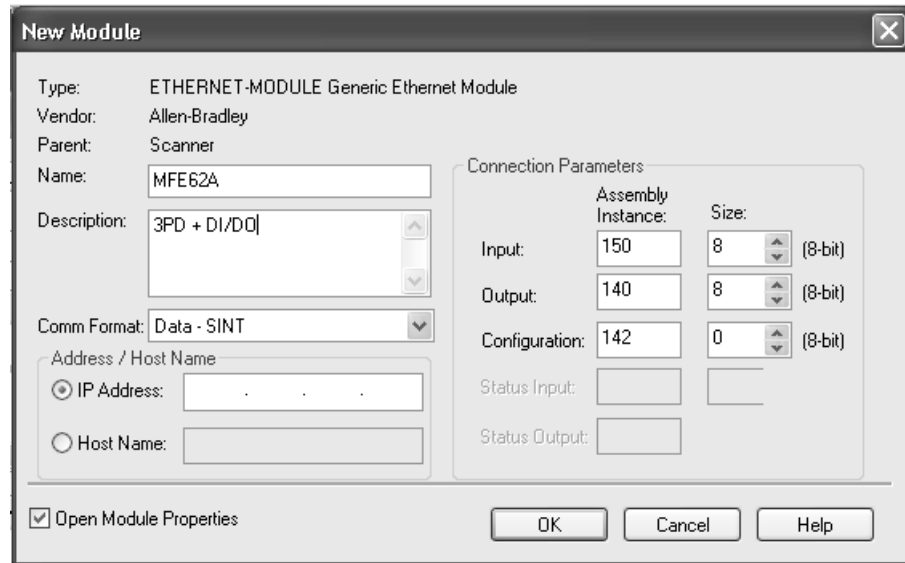 New Module
Type: ETHERNET-MODULE Generic Ethernet Module
Vendor: Allen-Bradley
Parent: Scanner
Name: MFE62A
Description: 3PD + DI/DO
Comm Format: Data - SINT
Address / Host Name
IP Address: . . .
Host Name:
Connection Parameters
Assembly
Instance: Size:
Input: 150 8 (8-bit)
Output: 140 8 (8-bit)
Configuration: 142 0 (8-bit)
Status Input:
Status Output:
Open Module Properties
OK Cancel Help